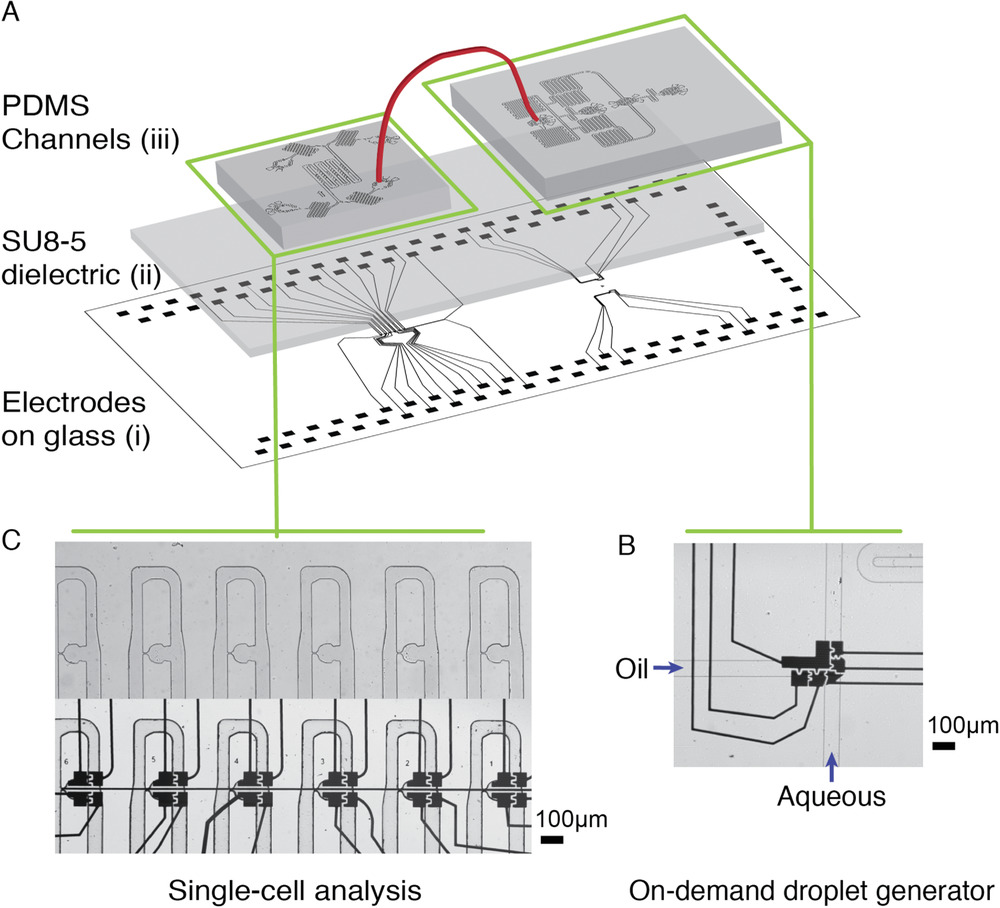 A
PDMS
Channels (iii)
SU8-5
dielectric (ii)
Electrodes
on glass (i)
C
6 5 4 3 2 1
100µm
Single-cell analysis
B
Oil
100µm
Aqueous
On-demand droplet generator